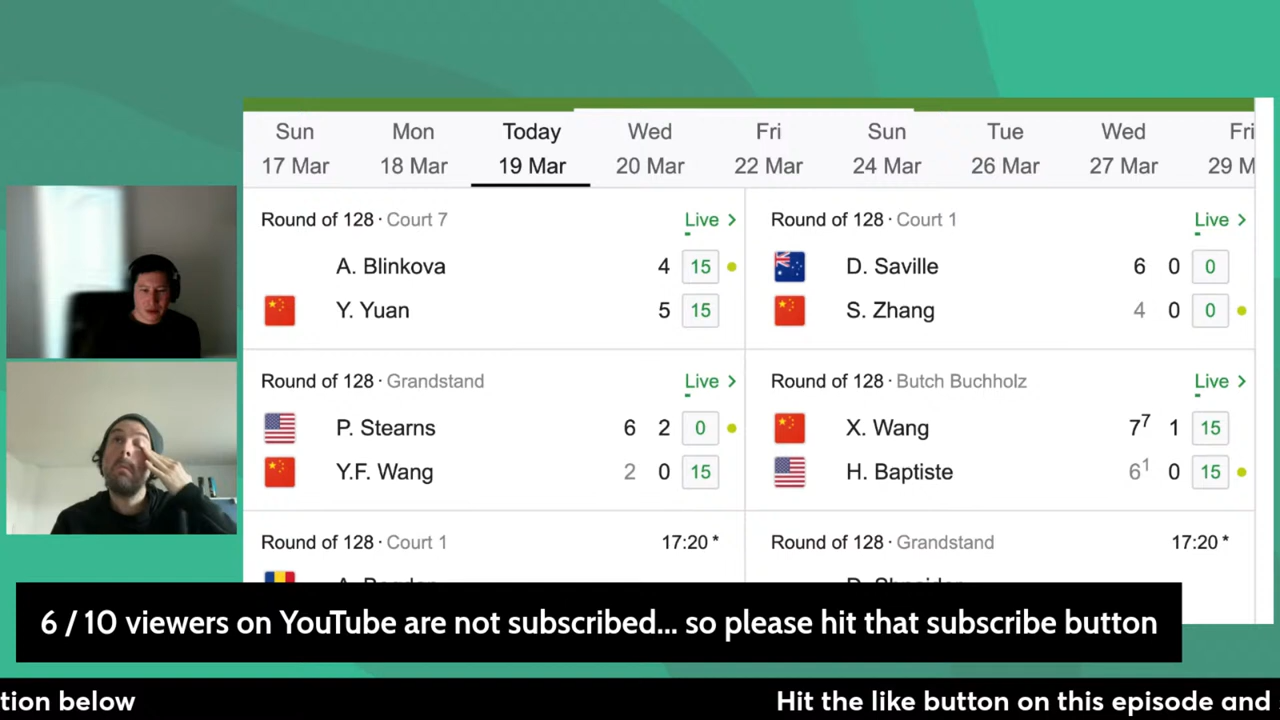 Sun Mon Today Wed Fri Sun Tue Wed Fri
17 Mar 18 Mar 19 Mar 20 Mar 22 Mar 24 Mar 26 Mar 27 Mar 29 M
Round of 128 · Court 7 Live >
A. Blinkova 4 15
Y. Yuan 5 15
Round of 128 · Court 1 Live >
D. Saville 6 0 0
S. Zhang 4 0 0
Round of 128 · Grandstand Live >
P. Stearns 6 2 0
Y.F. Wang 2 0 15
Round of 128 · Butch Buchholz Live >
X. Wang 7⁷ 1 15
H. Baptiste 6¹ 0 15
Round of 128 · Court 1 17:20 *
Round of 128 · Grandstand 17:20 *
6 / 10 viewers on YouTube are not subscribed... so please hit that subscribe button
tion below Hit the like button on this episode and